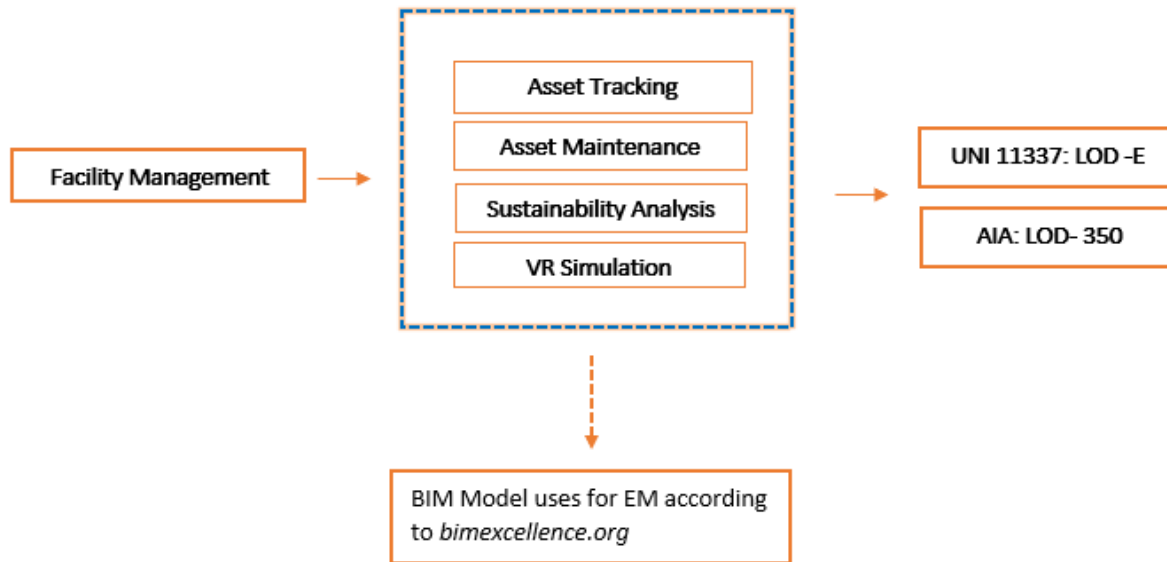 Asset Tracking
Asset Maintenance
Facility Management
Sustainability Analysis
VR Simulation
UNI 11337: LOD -E
AIA: LOD- 350
BIM Model uses for EM according
to bimexcellence.org